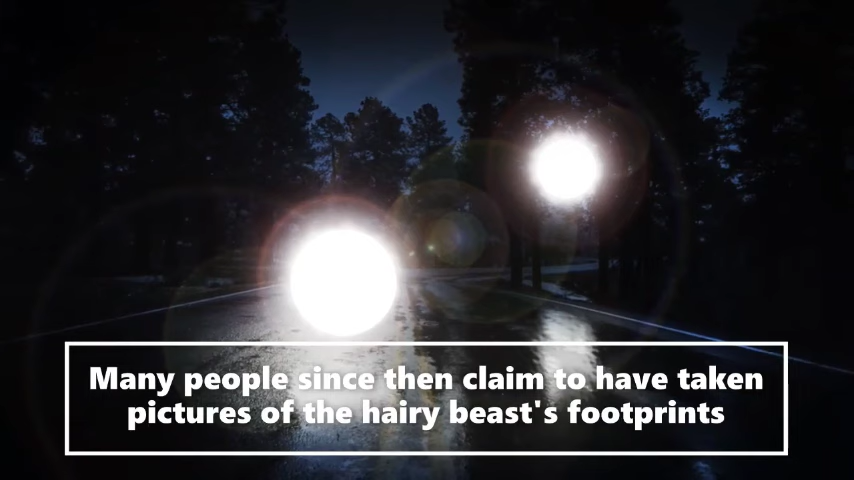 Many people since then claim to have taken
pictures of the hairy beast's footprints